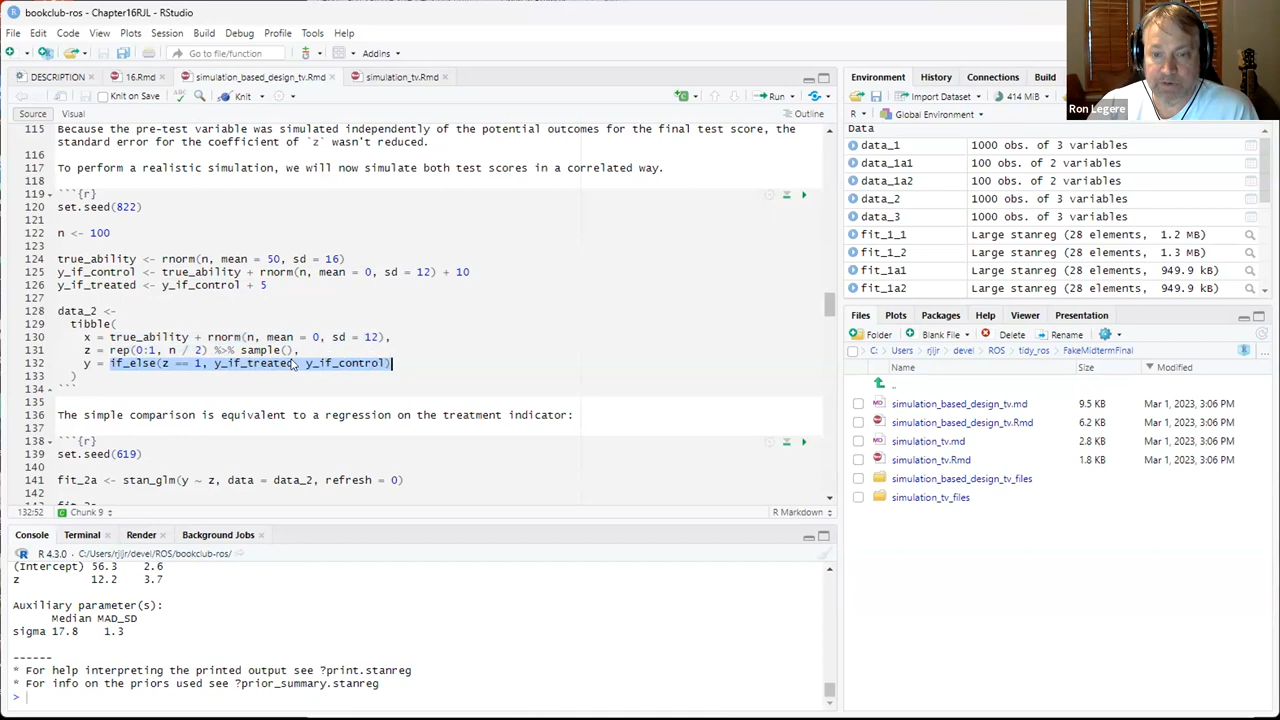 bookclub-ros - Chapter16RJL - RStudio
File Edit Code View Plots Session Build Debug Profile Tools Help
Go to file/function Addins
DESCRIPTION 16.Rmd simulation_based_design_tv.Rmd simulation_tv.Rmd
Knit on Save Knit Run
Source Visual Outline
115 Because the pre-test variable was simulated independently of the potential outcomes for the final test score, the
standard error for the coefficient of `z` wasn't reduced.
116
117 To perform a realistic simulation, we will now simulate both test scores in a correlated way.
118
119 ```{r}
120 set.seed(822)
121
122 n <- 100
123
124 true_ability <- rnorm(n, mean = 50, sd = 16)
125 y_if_control <- true_ability + rnorm(n, mean = 0, sd = 12) + 10
126 y_if_treated <- y_if_control + 5
127
128 data_2 <-
129 tibble(
130 x = true_ability + rnorm(n, mean = 0, sd = 12),
131 z = rep(0:1, n / 2) %>% sample(),
132 y = if_else(z == 1, y_if_treated, y_if_control)
133 )
134 ```
135
136 The simple comparison is equivalent to a regression on the treatment indicator:
137
138 ```{r}
139 set.seed(619)
140
141 fit_2a <- stan_glm(y ~ z, data = data_2, refresh = 0)
142
132:52 Chunk 9 R Markdown
Console Terminal Render Background Jobs
R 4.3.0 · C:/Users/rjljr/devel/ROS/bookclub-ros/
(Intercept) 56.3 2.6
z 12.2 3.7
Auxiliary parameter(s):
Median MAD_SD
sigma 17.8 1.3
------
* For help interpreting the printed output see ?print.stanreg
* For info on the priors used see ?prior_summary.stanreg
>
Ron Legere
Environment History Connections Build
Import Dataset 414 MiB
R Global Environment
Data
data_1 1000 obs. of 3 variables
data_1a1 100 obs. of 2 variables
data_1a2 100 obs. of 2 variables
data_2 1000 obs. of 3 variables
data_3 1000 obs. of 3 variables
fit_1_1 Large stanreg (28 elements, 1.2 MB)
fit_1_2 Large stanreg (28 elements, 1.3 MB)
fit_1a1 Large stanreg (28 elements, 949.9 kB)
fit_1a2 Large stanreg (28 elements, 949.9 kB)
Files Plots Packages Help Viewer Presentation
Folder Blank File Delete Rename
C: Users rjljr devel ROS tidy_ros FakeMidtermFinal
Name Size Modified
..
simulation_based_design_tv.md 9.5 KB Mar 1, 2023, 3:06 PM
simulation_based_design_tv.Rmd 6.2 KB Mar 1, 2023, 3:06 PM
simulation_tv.md 2.8 KB Mar 1, 2023, 3:06 PM
simulation_tv.Rmd 1.8 KB Mar 1, 2023, 3:06 PM
simulation_based_design_tv_files
simulation_tv_files